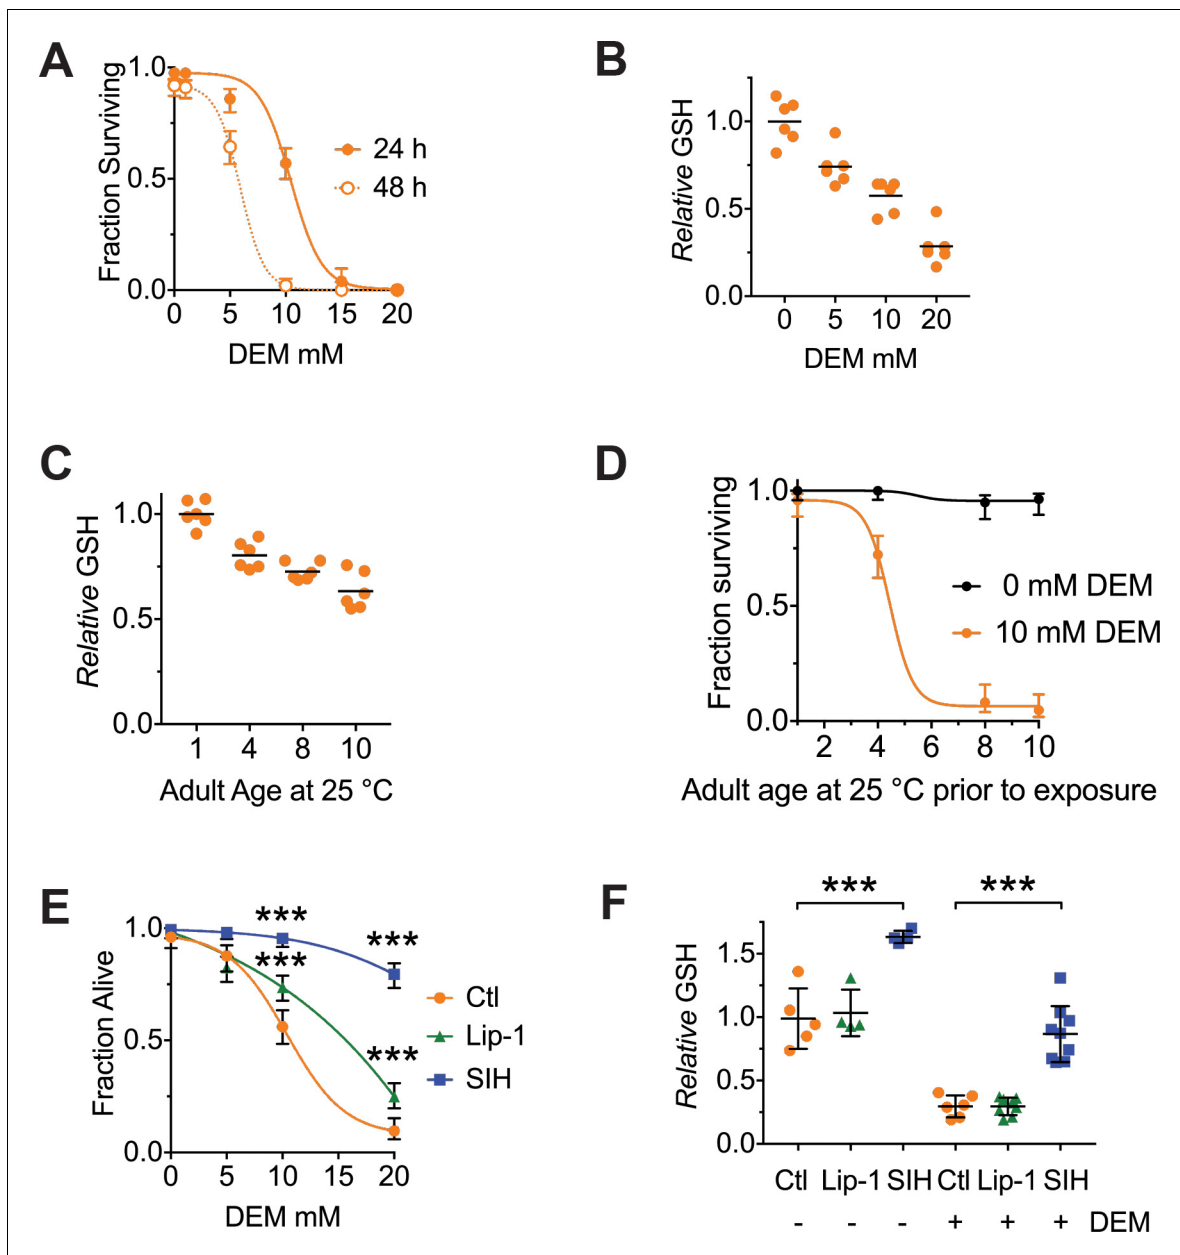 A
Fraction Surviving
1.0
0.5
0.0
0 5 10 15 20
DEM mM
24 h
48 h
B
Relative GSH
1.0
0.5
0.0
0 5 10 20
DEM mM
C
Relative GSH
1.0
0.5
0.0
1 4 8 10
Adult Age at 25 °C
D
Fraction surviving
1.0
0.5
0.0
2 4 6 8 10
Adult age at 25 °C prior to exposure
0 mM DEM
10 mM DEM
E
Fraction Alive
1.0
0.5
0.0
0 5 10 15 20
DEM mM
***
***
***
***
Ctl
Lip-1
SIH
F
Relative GSH
*** ***
1.5
1.0
0.5
0.0
Ctl Lip-1 SIH Ctl Lip-1 SIH
- - - + + + DEM